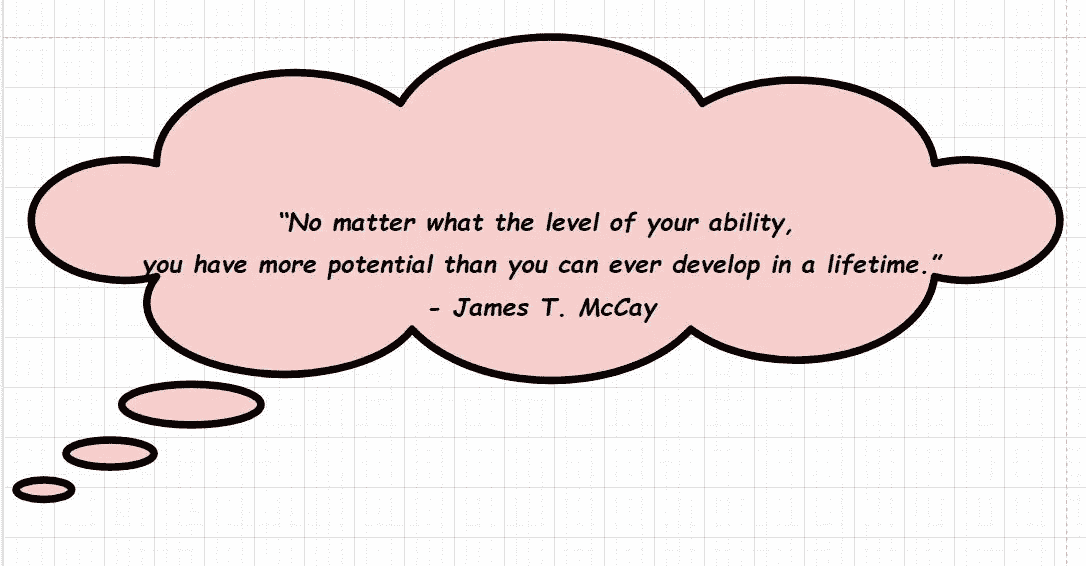 “No matter what the level of your ability,
you have more potential than you can ever develop in a lifetime.”
- James T. McCay